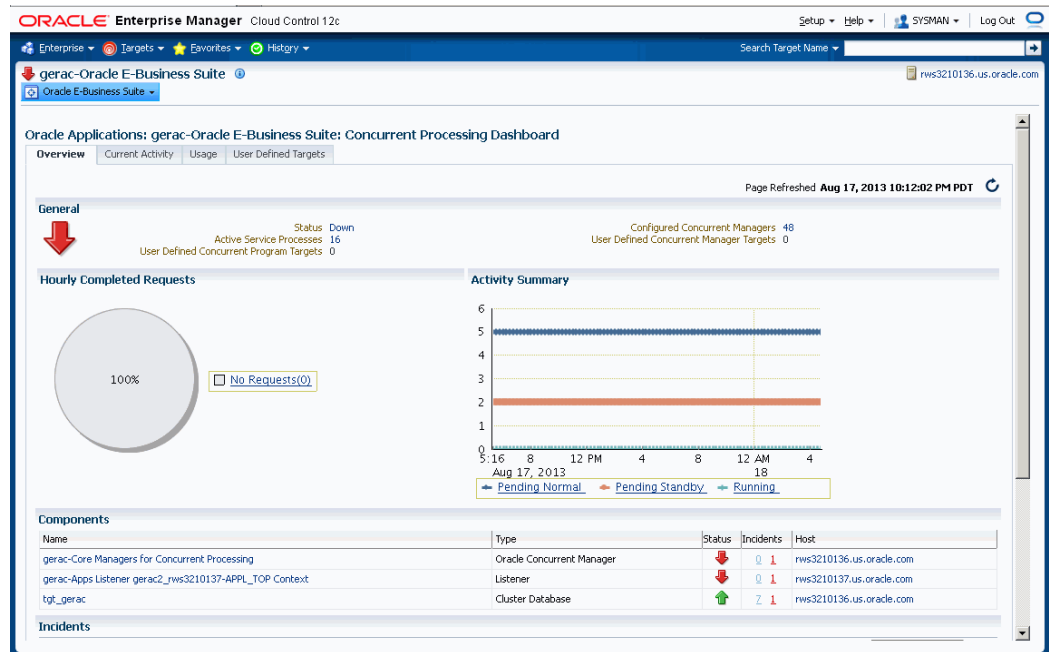 ORACLE Enterprise Manager Cloud Control 12c
Setup Help SYSMAN Log Out
Enterprise Targets Favorites History Search Target Name
gerac-Oracle E-Business Suite rws3210136.us.oracle.com
Oracle E-Business Suite
Oracle Applications: gerac-Oracle E-Business Suite: Concurrent Processing Dashboard
Overview Current Activity Usage User Defined Targets
Page Refreshed Aug 17, 2013 10:12:02 PM PDT
General
Status Down Configured Concurrent Managers 48
Active Service Processes 16 User Defined Concurrent Manager Targets 0
User Defined Concurrent Program Targets 0
Hourly Completed Requests Activity Summary
100%
No Requests(0)
6
5
4
3
2
1
0
5:16 8 12 PM 4 8 12 AM 4
Aug 17, 2013 18
Pending Normal Pending Standby Running
Components
Name Type Status Incidents Host
gerac-Core Managers for Concurrent Processing Oracle Concurrent Manager 0 1 rws3210136.us.oracle.com
gerac-Apps Listener gerac2_rws3210137-APPL_TOP Context Listener 0 1 rws3210137.us.oracle.com
tgt_gerac Cluster Database 7 1 rws3210136.us.oracle.com
Incidents